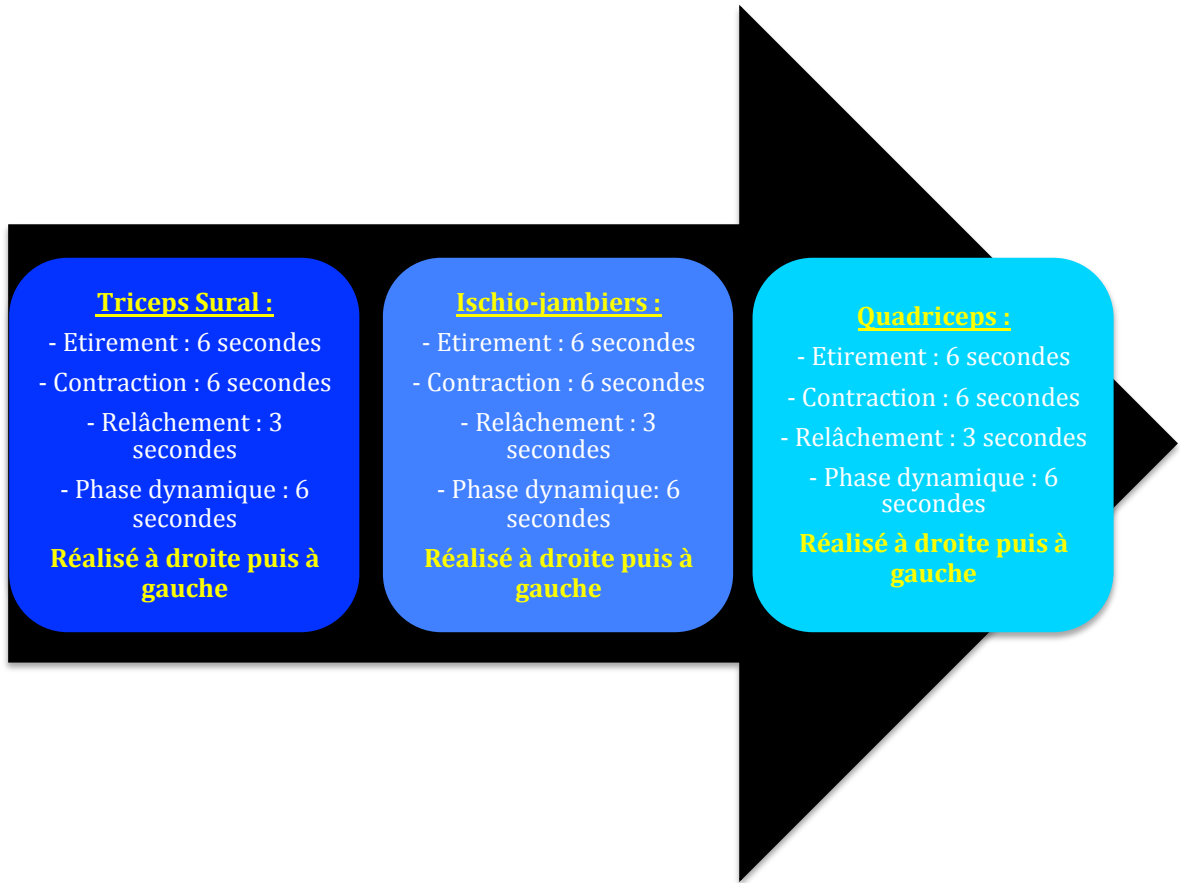 Triceps Sural :
- Etirement : 6 secondes
- Contraction : 6 secondes
- Relâchement : 3
secondes
- Phase dynamique : 6
secondes
Réalisé à droite puis à
gauche
Ischio-jambiers :
- Etirement : 6 secondes
- Contraction : 6 secondes
- Relâchement : 3
secondes
- Phase dynamique: 6
secondes
Réalisé à droite puis à
gauche
Quadriceps :
- Etirement : 6 secondes
- Contraction : 6 secondes
- Relâchement : 3 secondes
- Phase dynamique : 6
secondes
Réalisé à droite puis à
gauche